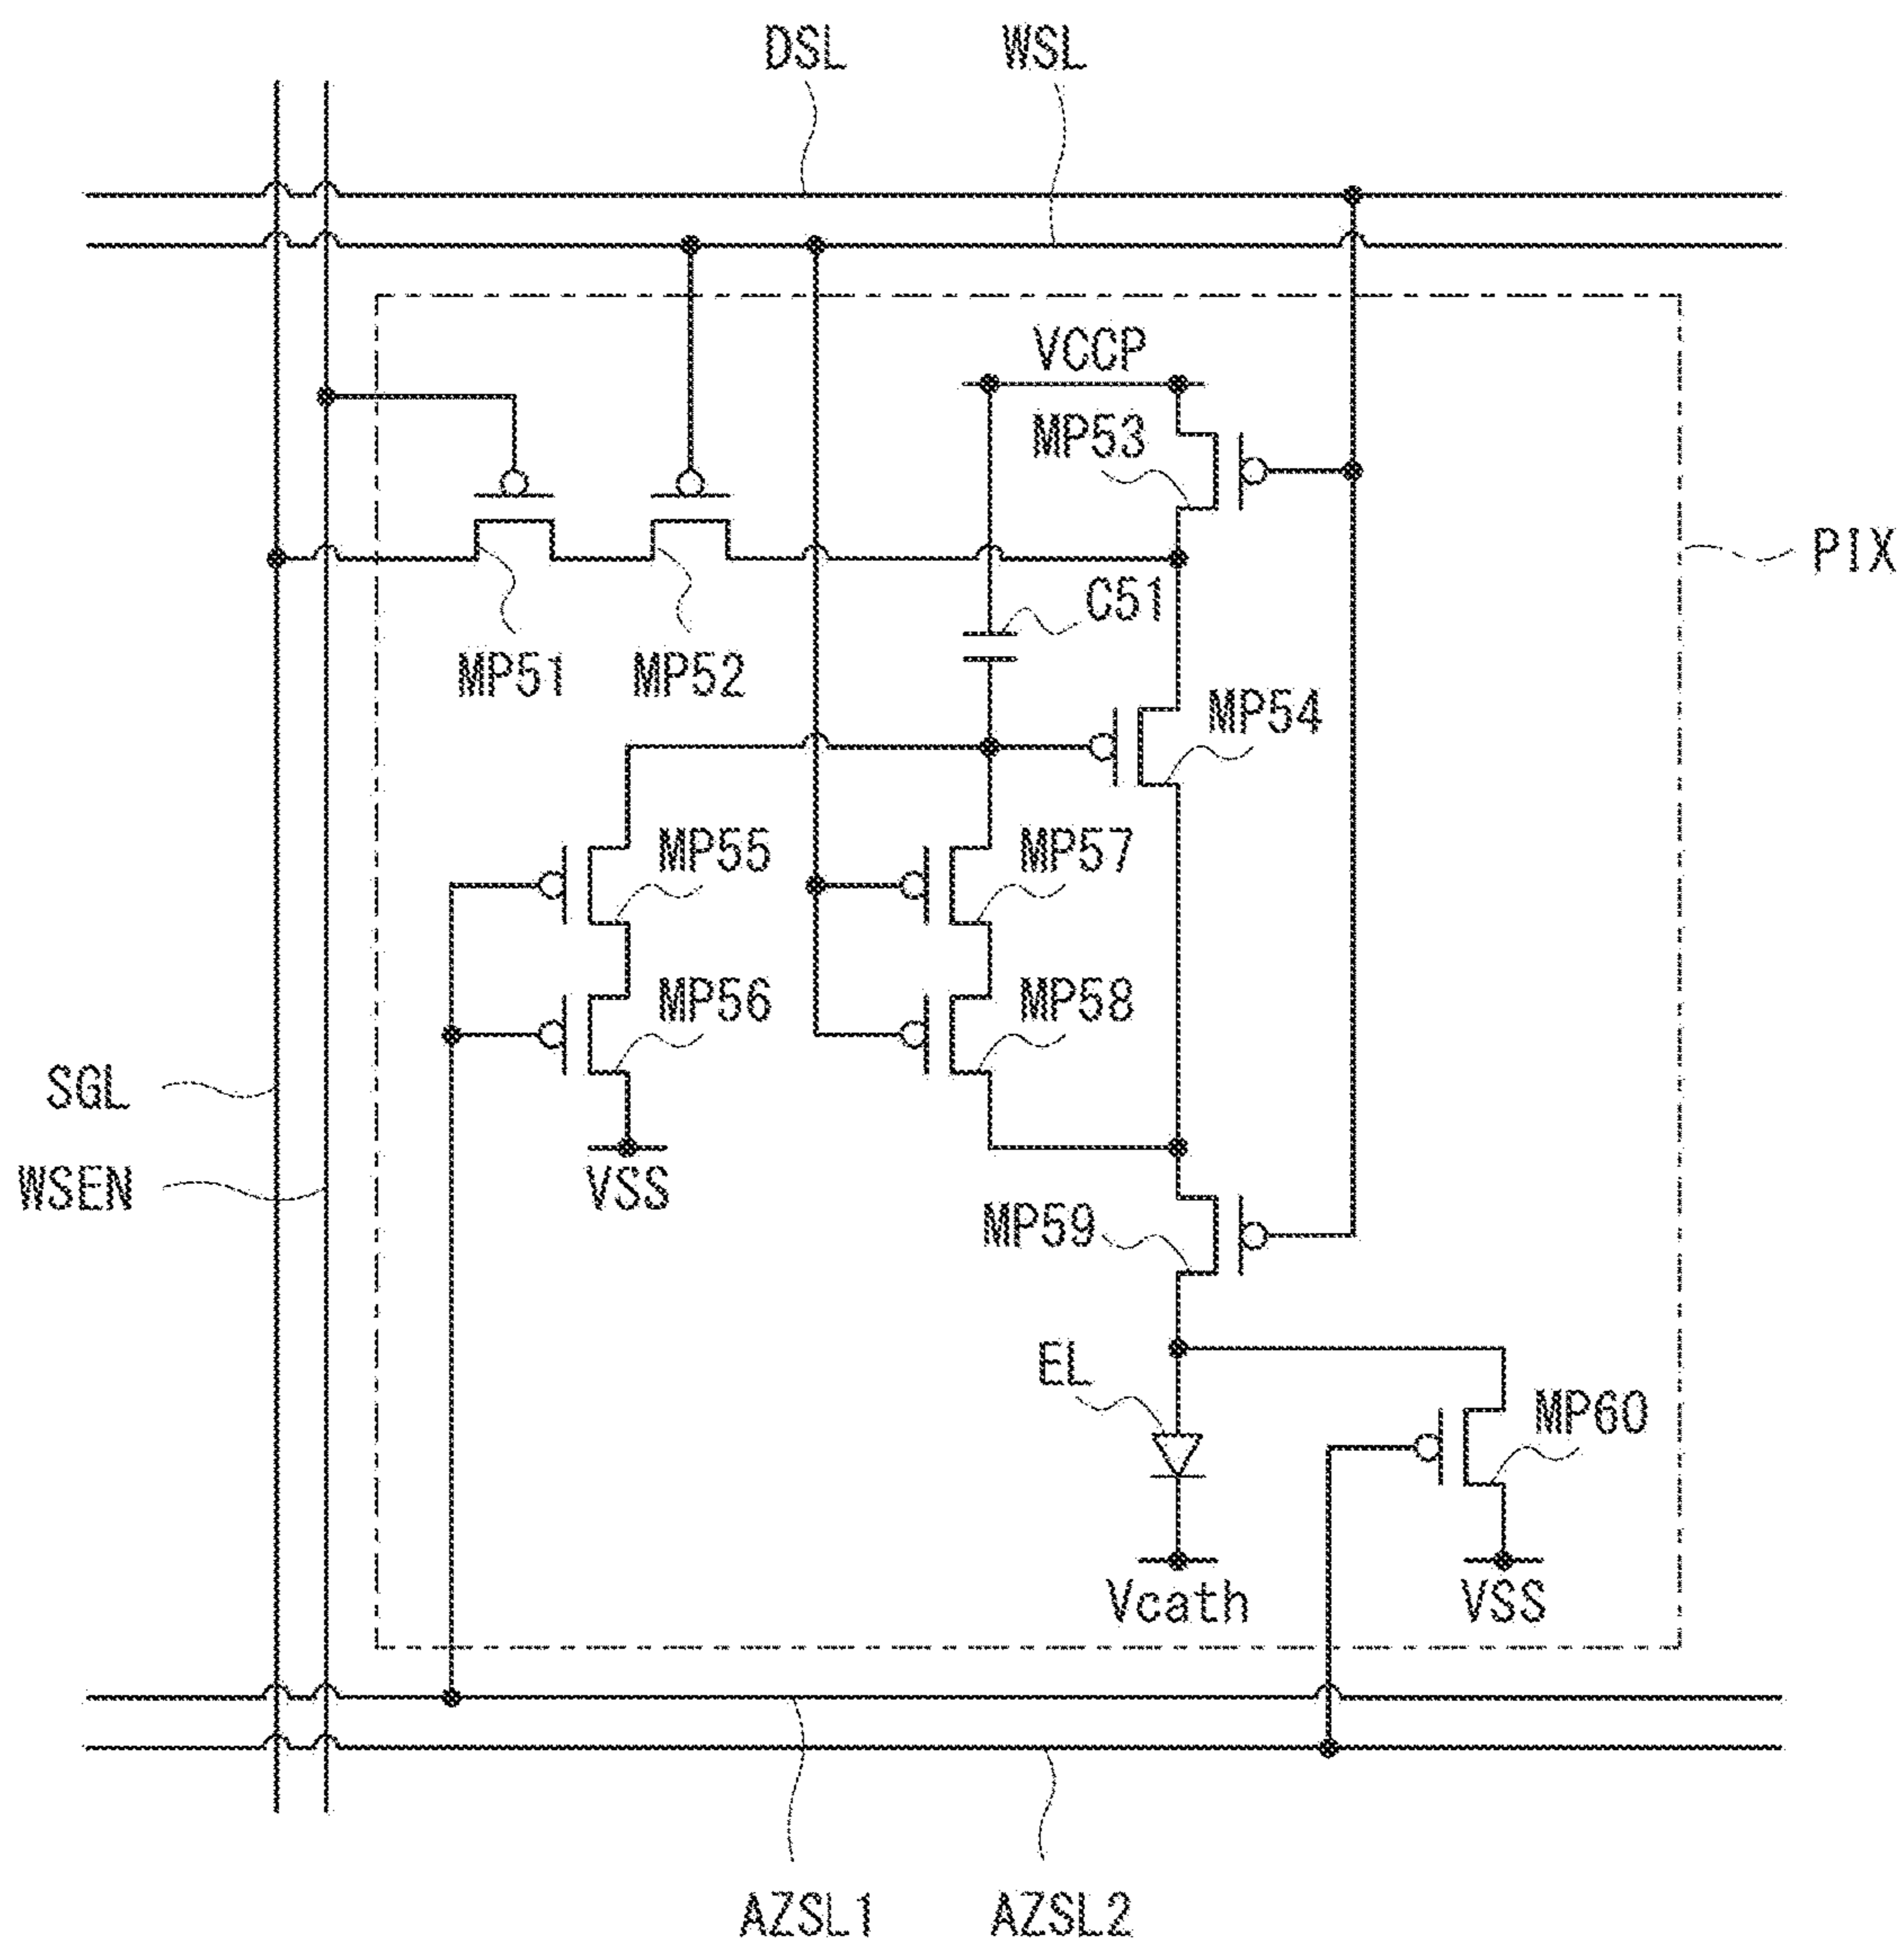 DSL
WSL
VCCP
MP53
PIX
C51
MP51
MP52
MP54
MP55
MP57
MP56
MP58
SGL
WSEN
VSS
MP59
EL
MP60
Vcath
VSS
AZSL1
AZSL2